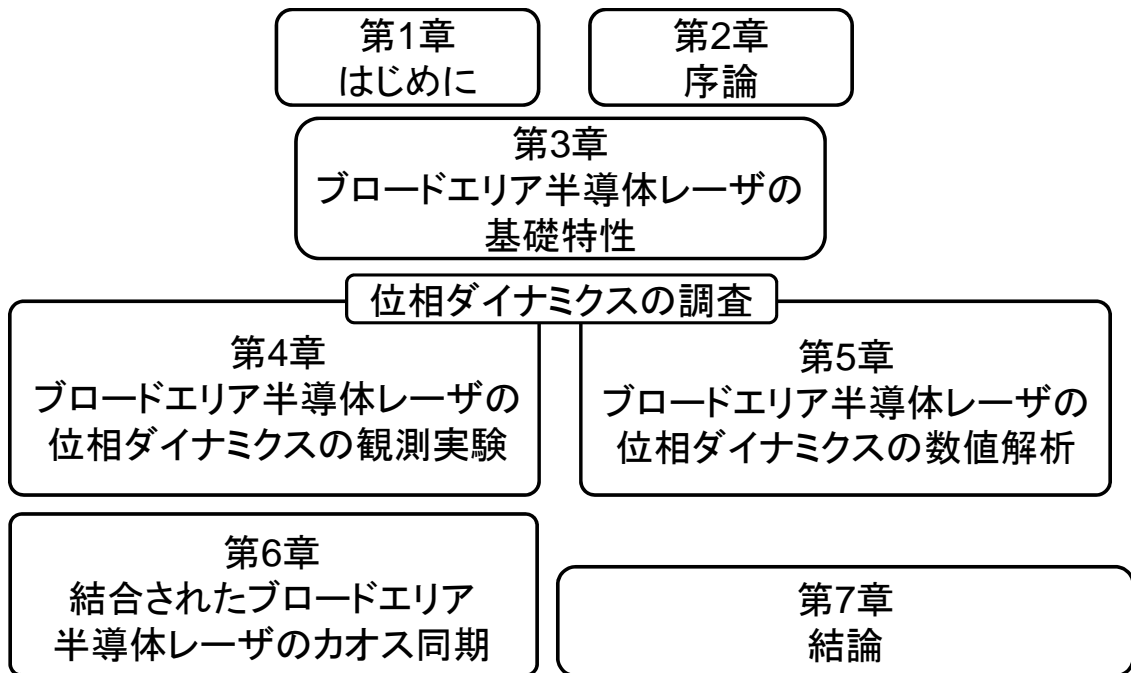 第1章
はじめに
第2章
序論
第3章
ブロードエリア半導体レーザの
基礎特性
位相ダイナミクスの調査
第4章
ブロードエリア半導体レーザの
位相ダイナミクスの観測実験
第5章
ブロードエリア半導体レーザの
位相ダイナミクスの数値解析
第6章
結合されたブロードエリア
半導体レーザのカオス同期
第7章
結論